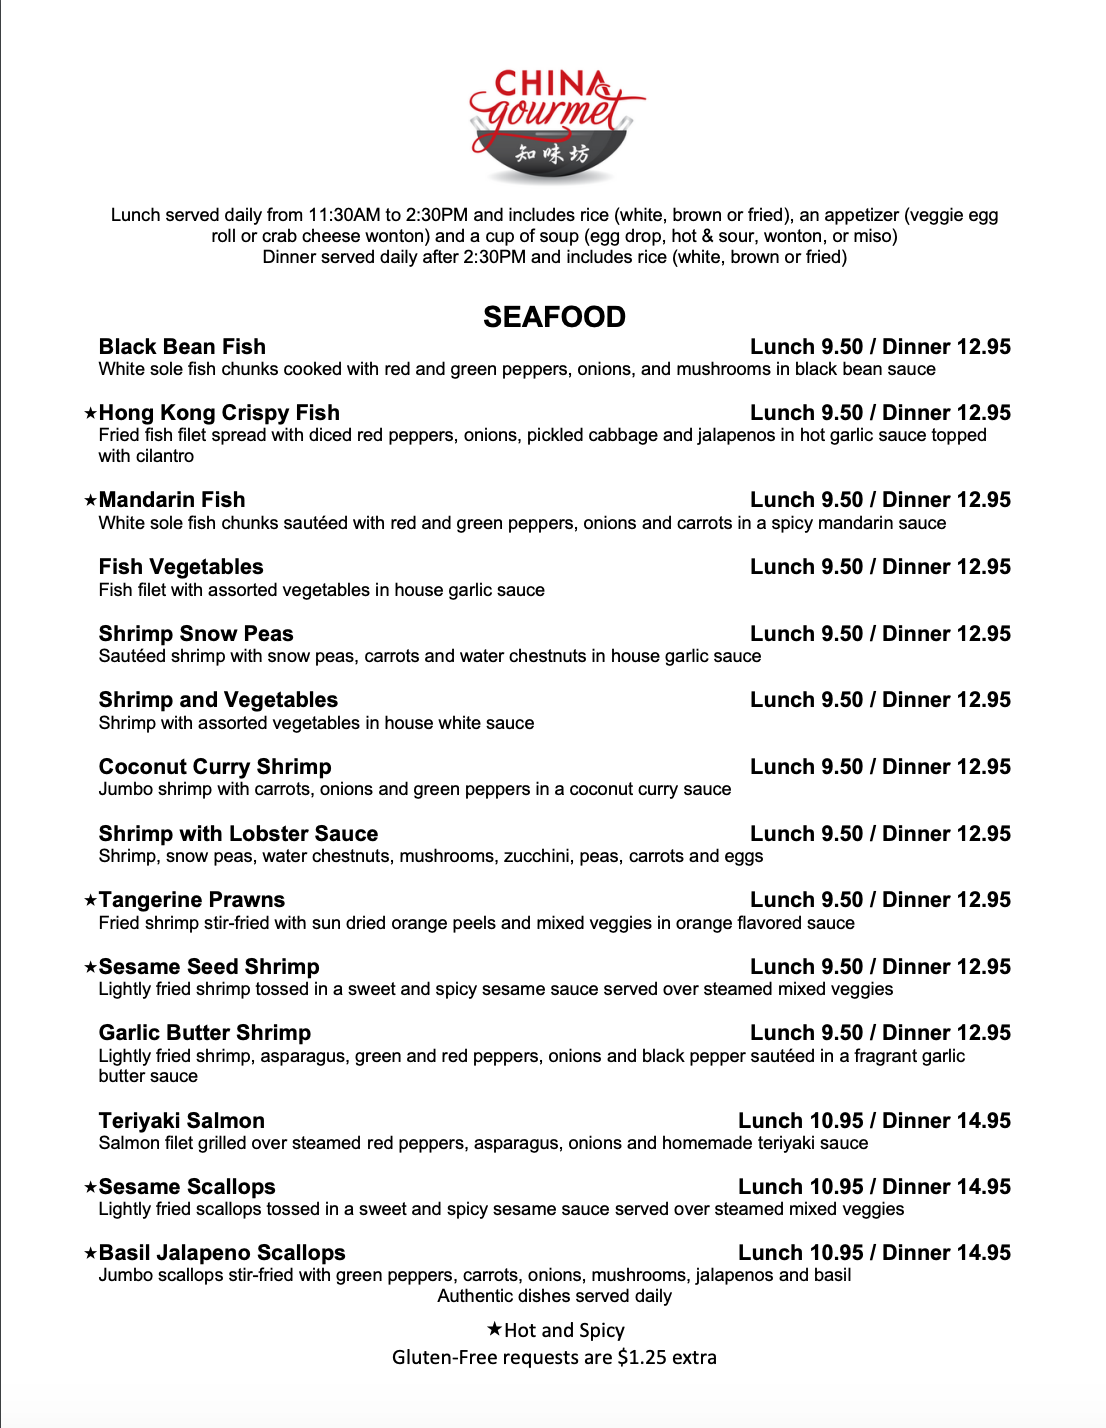 CHINA
gourmet
知味坊
Lunch served daily from 11:30AM to 2:30PM and includes rice (white, brown or fried), an appetizer (veggie egg
roll or crab cheese wonton) and a cup of soup (egg drop, hot & sour, wonton, or miso)
Dinner served daily after 2:30PM and includes rice (white, brown or fried)
SEAFOOD
Black Bean Fish Lunch 9.50 / Dinner 12.95
White sole fish chunks cooked with red and green peppers, onions, and mushrooms in black bean sauce
★Hong Kong Crispy Fish Lunch 9.50 / Dinner 12.95
Fried fish filet spread with diced red peppers, onions, pickled cabbage and jalapenos in hot garlic sauce topped
with cilantro
★Mandarin Fish Lunch 9.50 / Dinner 12.95
White sole fish chunks sautéed with red and green peppers, onions and carrots in a spicy mandarin sauce
Fish Vegetables Lunch 9.50 / Dinner 12.95
Fish filet with assorted vegetables in house garlic sauce
Shrimp Snow Peas Lunch 9.50 / Dinner 12.95
Sautéed shrimp with snow peas, carrots and water chestnuts in house garlic sauce
Shrimp and Vegetables Lunch 9.50 / Dinner 12.95
Shrimp with assorted vegetables in house white sauce
Coconut Curry Shrimp Lunch 9.50 / Dinner 12.95
Jumbo shrimp with carrots, onions and green peppers in a coconut curry sauce
Shrimp with Lobster Sauce Lunch 9.50 / Dinner 12.95
Shrimp, snow peas, water chestnuts, mushrooms, zucchini, peas, carrots and eggs
★Tangerine Prawns Lunch 9.50 / Dinner 12.95
Fried shrimp stir-fried with sun dried orange peels and mixed veggies in orange flavored sauce
★Sesame Seed Shrimp Lunch 9.50 / Dinner 12.95
Lightly fried shrimp tossed in a sweet and spicy sesame sauce served over steamed mixed veggies
Garlic Butter Shrimp Lunch 9.50 / Dinner 12.95
Lightly fried shrimp, asparagus, green and red peppers, onions and black pepper sautéed in a fragrant garlic
butter sauce
Teriyaki Salmon Lunch 10.95 / Dinner 14.95
Salmon filet grilled over steamed red peppers, asparagus, onions and homemade teriyaki sauce
★Sesame Scallops Lunch 10.95 / Dinner 14.95
Lightly fried scallops tossed in a sweet and spicy sesame sauce served over steamed mixed veggies
★Basil Jalapeno Scallops Lunch 10.95 / Dinner 14.95
Jumbo scallops stir-fried with green peppers, carrots, onions, mushrooms, jalapenos and basil
Authentic dishes served daily
★Hot and Spicy
Gluten-Free requests are $1.25 extra